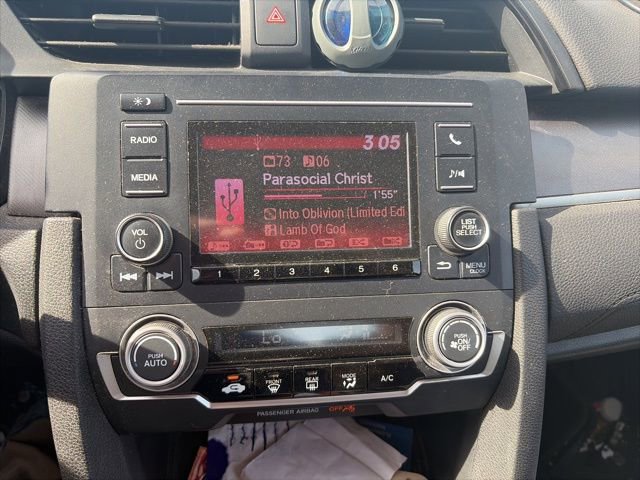 RADIO
MEDIA
VOL
3 05
73 06
Parasocial Christ
1'55"
Into Oblivion (Limited Edi
Lamb Of God
1 2 3 4 5 6
LIST
PUSH
SELECT
MENU
CLOCK
PUSH
AUTO
PUSH
ON/
OFF
FRONT
REAR
MODE
A/C
PASSENGER AIRBAG OFF